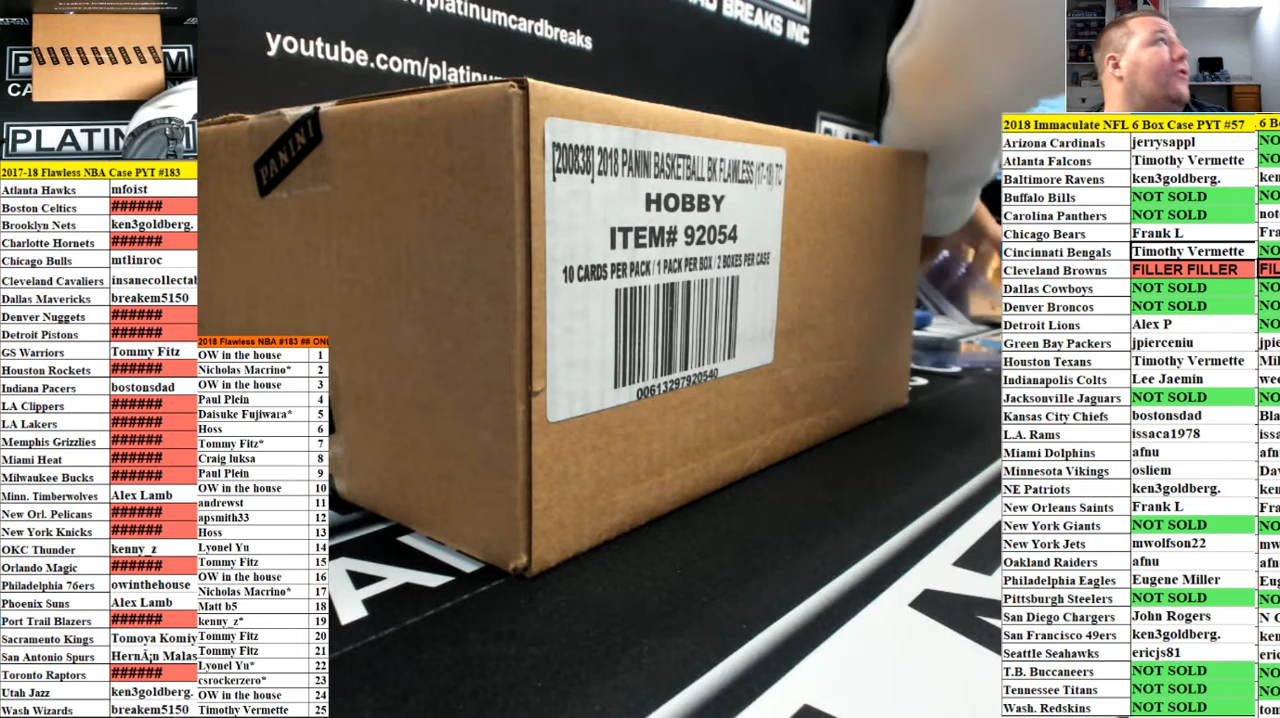 /platinumcardbreaks
BREAKS INC
youtube.com/platinu
PLATIN
PANINI
[200838] 2018 PANINI BASKETBALL BK FLAWLESS (17-18) TC
HOBBY
ITEM# 92054
10 CARDS PER PACK / 1 PACK PER BOX / 2 BOXES PER CASE
00613297920540
2017-18 Flawless NBA Case PYT #183
Atlanta Hawks mfoist
Boston Celtics ######
Brooklyn Nets ken3goldberg.
Charlotte Hornets ######
Chicago Bulls mtlinroc
Cleveland Cavaliers insanecollectab
Dallas Mavericks breakem5150
Denver Nuggets ######
Detroit Pistons ######
GS Warriors Tommy Fitz
Houston Rockets ######
Indiana Pacers bostonsdad
LA Clippers ######
LA Lakers ######
Memphis Grizzlies ######
Miami Heat ######
Milwaukee Bucks ######
Minn. Timberwolves Alex Lamb
New Orl. Pelicans ######
New York Knicks ######
OKC Thunder kenny_z
Orlando Magic ######
Philadelphia 76ers owinthehouse
Phoenix Suns Alex Lamb
Port Trail Blazers ######
Sacramento Kings Tomoya Komiy
San Antonio Spurs HernÃ¡n Malas
Toronto Raptors ######
Utah Jazz ken3goldberg.
Wash Wizards breakem5150
2018 Flawless NBA #183 ## ONL
OW in the house 1
Nicholas Macrino* 2
OW in the house 3
Paul Plein 4
Daisuke Fujiwara* 5
Hoss 6
Tommy Fitz* 7
Craig luksa 8
Paul Plein 9
OW in the house 10
andrewst 11
apsmith33 12
Hoss 13
Lyonel Yu 14
Tommy Fitz 15
OW in the house 16
Nicholas Macrino* 17
Matt b5 18
kenny_z* 19
Tommy Fitz 20
Tommy Fitz 21
Lyonel Yu* 22
csrockerzero* 23
OW in the house 24
Timothy Vermette 25
2018 Immaculate NFL 6 Box Case PYT #57
Arizona Cardinals jerrysappl
Atlanta Falcons Timothy Vermette
Baltimore Ravens ken3goldberg.
Buffalo Bills NOT SOLD
Carolina Panthers NOT SOLD
Chicago Bears Frank L
Cincinnati Bengals Timothy Vermette
Cleveland Browns FILLER FILLER
Dallas Cowboys NOT SOLD
Denver Broncos NOT SOLD
Detroit Lions Alex P
Green Bay Packers jpierceniu
Houston Texans Timothy Vermette
Indianapolis Colts Lee Jaemin
Jacksonville Jaguars NOT SOLD
Kansas City Chiefs bostonsdad
L.A. Rams issaca1978
Miami Dolphins afnu
Minnesota Vikings osliem
NE Patriots ken3goldberg.
New Orleans Saints Frank L
New York Giants NOT SOLD
New York Jets mwolfson22
Oakland Raiders afnu
Philadelphia Eagles Eugene Miller
Pittsburgh Steelers NOT SOLD
San Diego Chargers John Rogers
San Francisco 49ers ken3goldberg.
Seattle Seahawks ericjs81
T.B. Buccaneers NOT SOLD
Tennessee Titans NOT SOLD
Wash. Redskins NOT SOLD